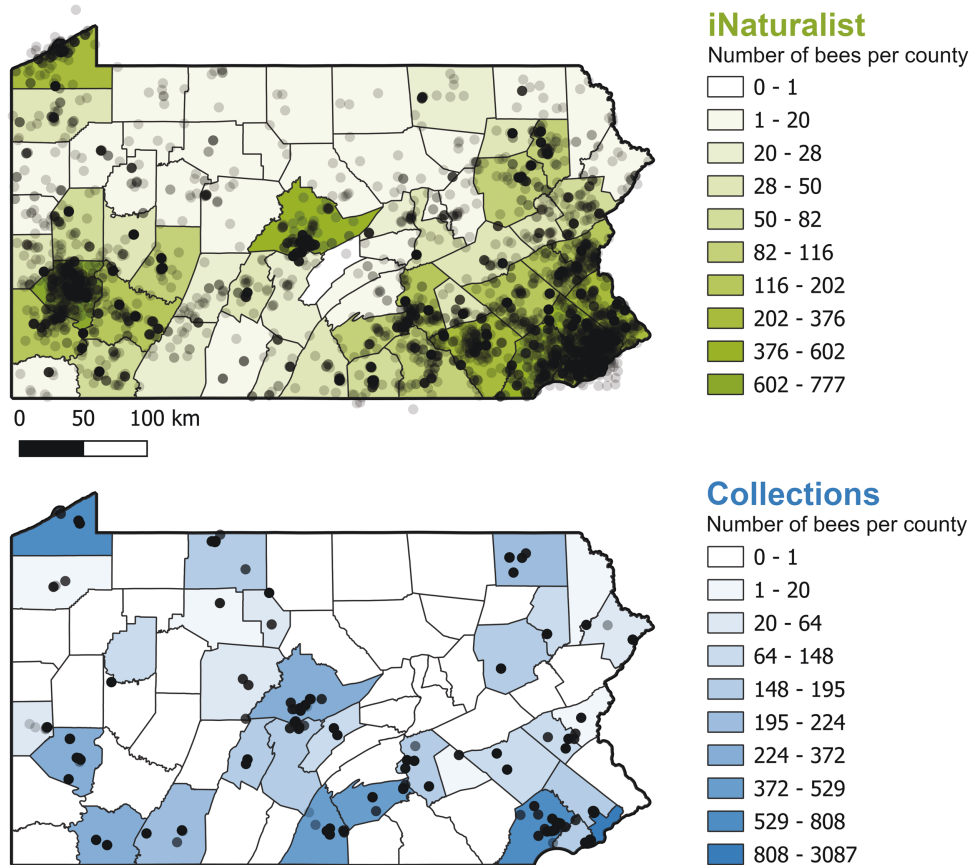 iNaturalist
Number of bees per county
0 - 1
1 - 20
20 - 28
28 - 50
50 - 82
82 - 116
116 - 202
202 - 376
376 - 602
602 - 777
0 50 100 km
Collections
Number of bees per county
0 - 1
1 - 20
20 - 64
64 - 148
148 - 195
195 - 224
224 - 372
372 - 529
529 - 808
808 - 3087